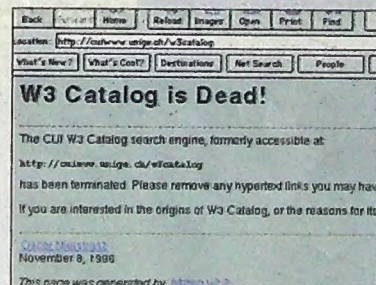 Back Forward Home Reload Images Open Print Find
Location: http://cuiwww.unige.ch/w3catalog
What's New? What's Cool? Destinations Net Search People
W3 Catalog is Dead!
The CUI W3 Catalog search engine, formerly accessible at:
http://cuiwww.unige.ch/w3catalog
has been terminated. Please remove any hypertext links you may hav
If you are interested in the origins of W3 Catalog, or the reasons for its
Oscar Nierstrasz
November 8, 1996
This page was generated by